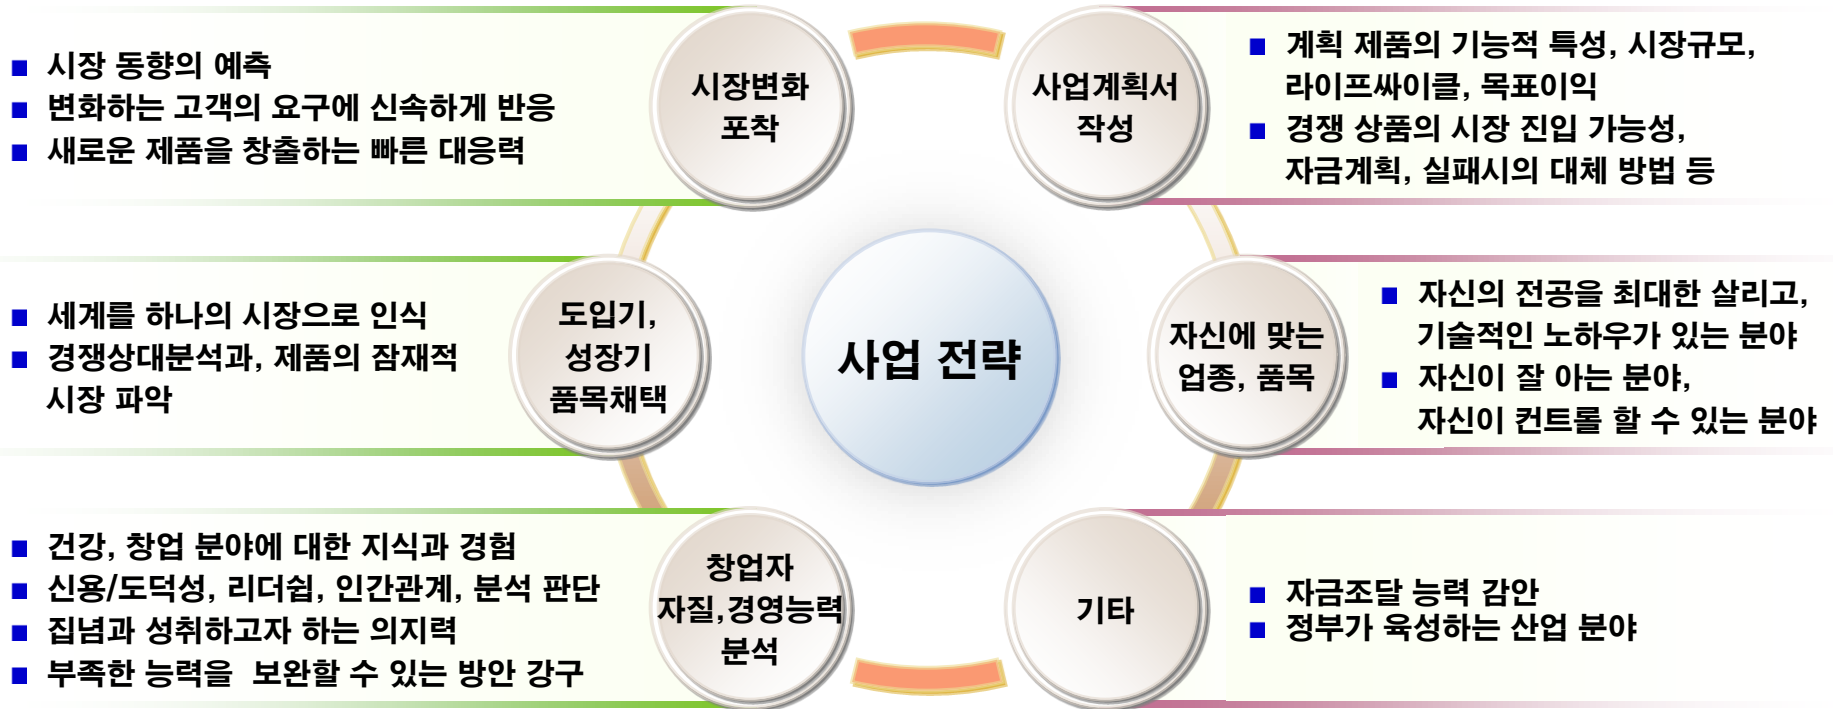 ■ 시장 동향의 예측
■ 변화하는 고객의 요구에 신속하게 반응
■ 새로운 제품을 창출하는 빠른 대응력
시장변화
포착
사업계획서
작성
■ 계획 제품의 기능적 특성, 시장규모,
라이프싸이클, 목표이익
■ 경쟁 상품의 시장 진입 가능성,
자금계획, 실패시의 대체 방법 등
■ 세계를 하나의 시장으로 인식
■ 경쟁상대분석과, 제품의 잠재적
시장 파악
도입기,
성장기
품목채택
사업 전략
자신에 맞는
업종, 품목
■ 자신의 전공을 최대한 살리고,
기술적인 노하우가 있는 분야
■ 자신이 잘 아는 분야,
자신이 컨트롤 할 수 있는 분야
■ 건강, 창업 분야에 대한 지식과 경험
■ 신용/도덕성, 리더쉽, 인간관계, 분석 판단
■ 집념과 성취하고자 하는 의지력
■ 부족한 능력을 보완할 수 있는 방안 강구
창업자
자질,경영능력
분석
기타
■ 자금조달 능력 감안
■ 정부가 육성하는 산업 분야